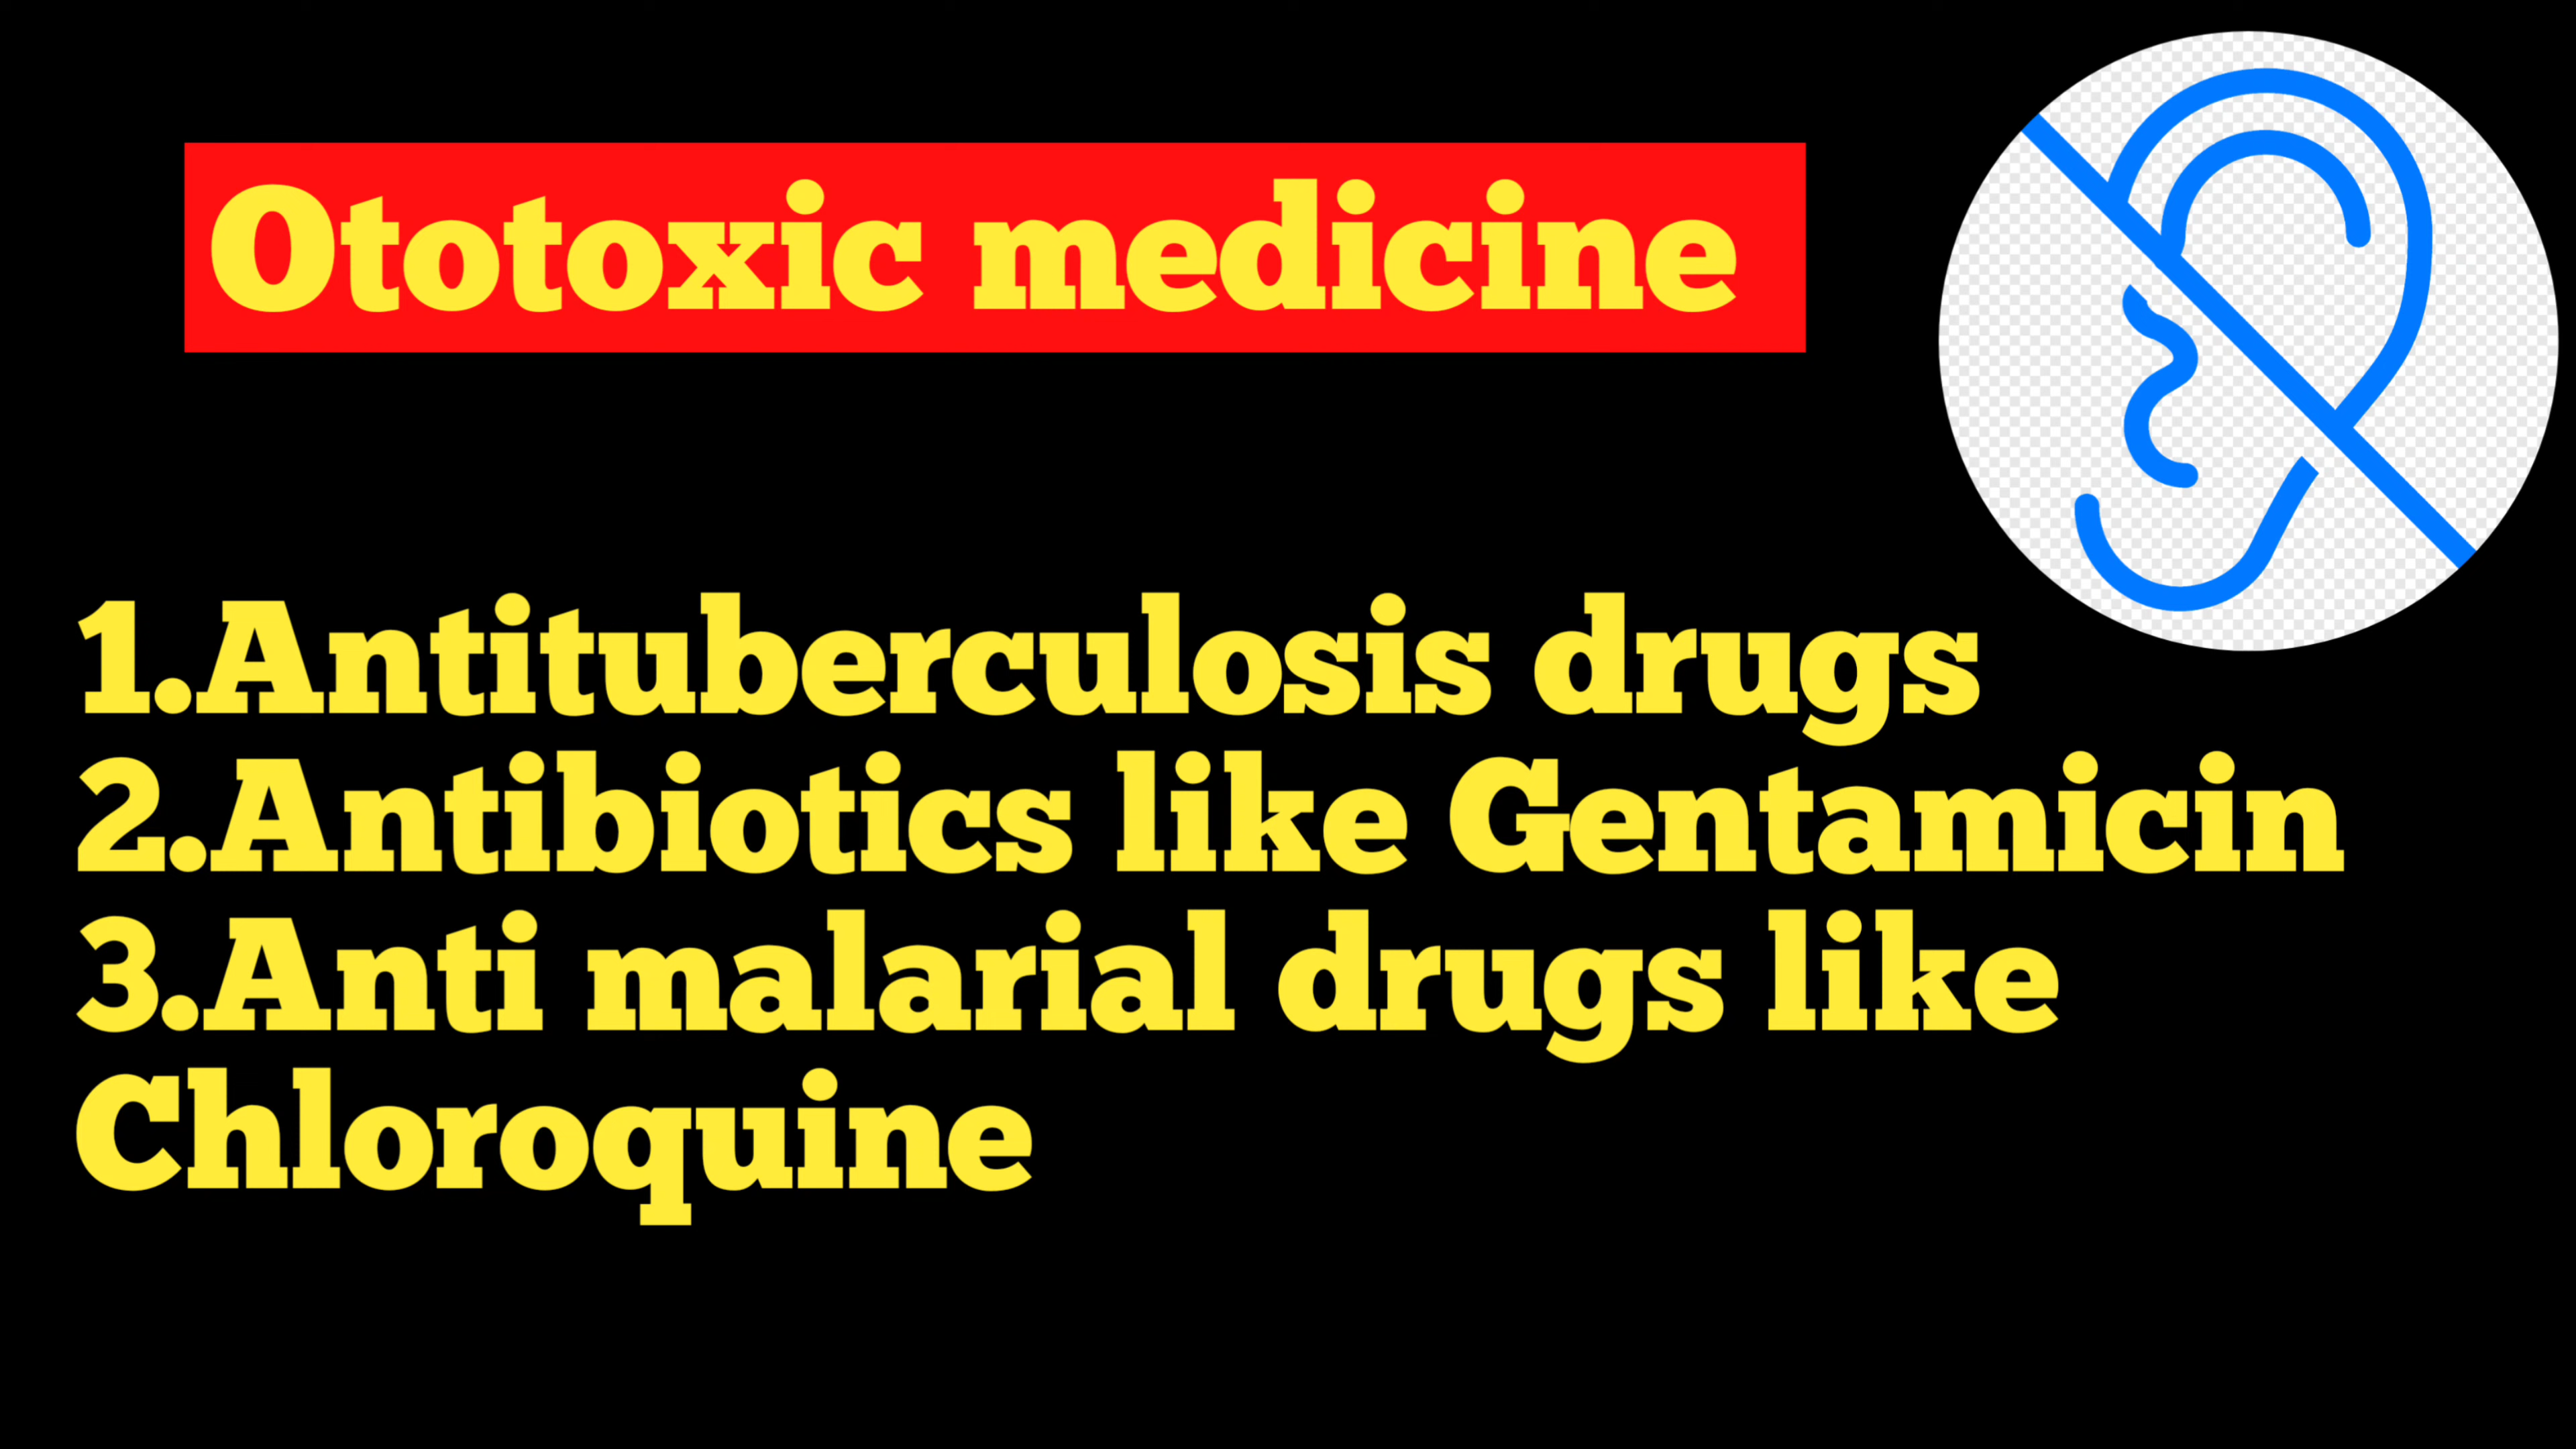 Ototoxic medicine
1.Antituberculosis drugs
2.Antibiotics like Gentamicin
3.Anti malarial drugs like
Chloroquine